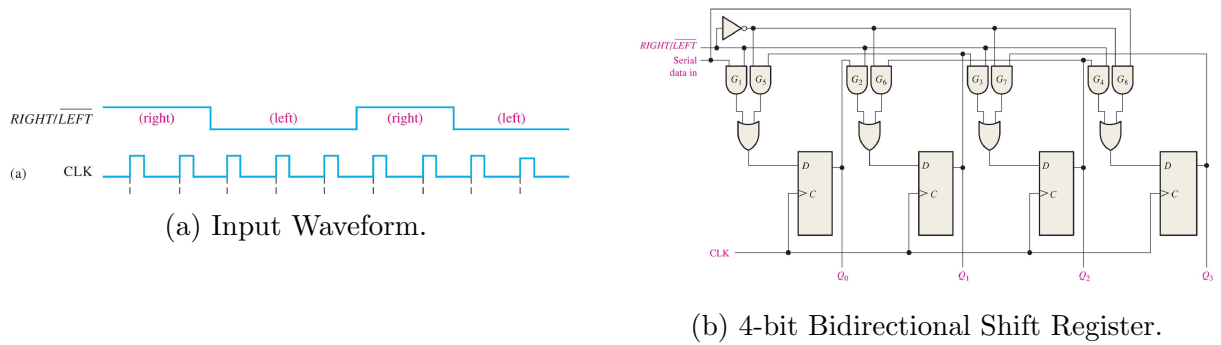 RIGHT/LEFT
(right)
(left)
(right)
(left)
(a)
CLK
(a) Input Waveform.
RIGHT/LEFT
Serial
data in
G1 G5 G2 G6 G3 G7 G4 G8
D D D D
C C C C
CLK
Q0 Q1 Q2 Q3
(b) 4-bit Bidirectional Shift Register.